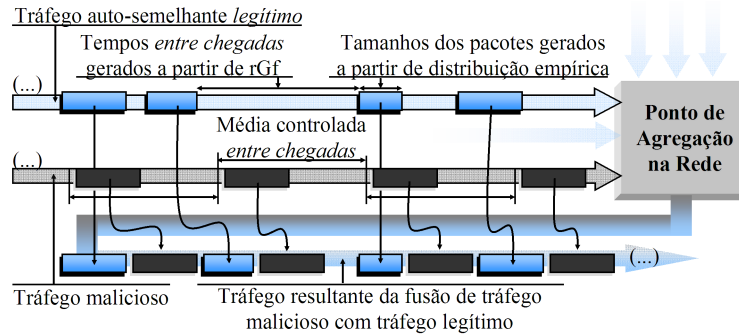 Tráfego auto-semelhante legítimo
Tempos entre chegadas
gerados a partir de rGf
Tamanhos dos pacotes gerados
a partir de distribuição empírica
(...)
Ponto de
Agregação
na Rede
Média controlada
entre chegadas
(...)
(...)
Tráfego malicioso
Tráfego resultante da fusão de tráfego
malicioso com tráfego legítimo